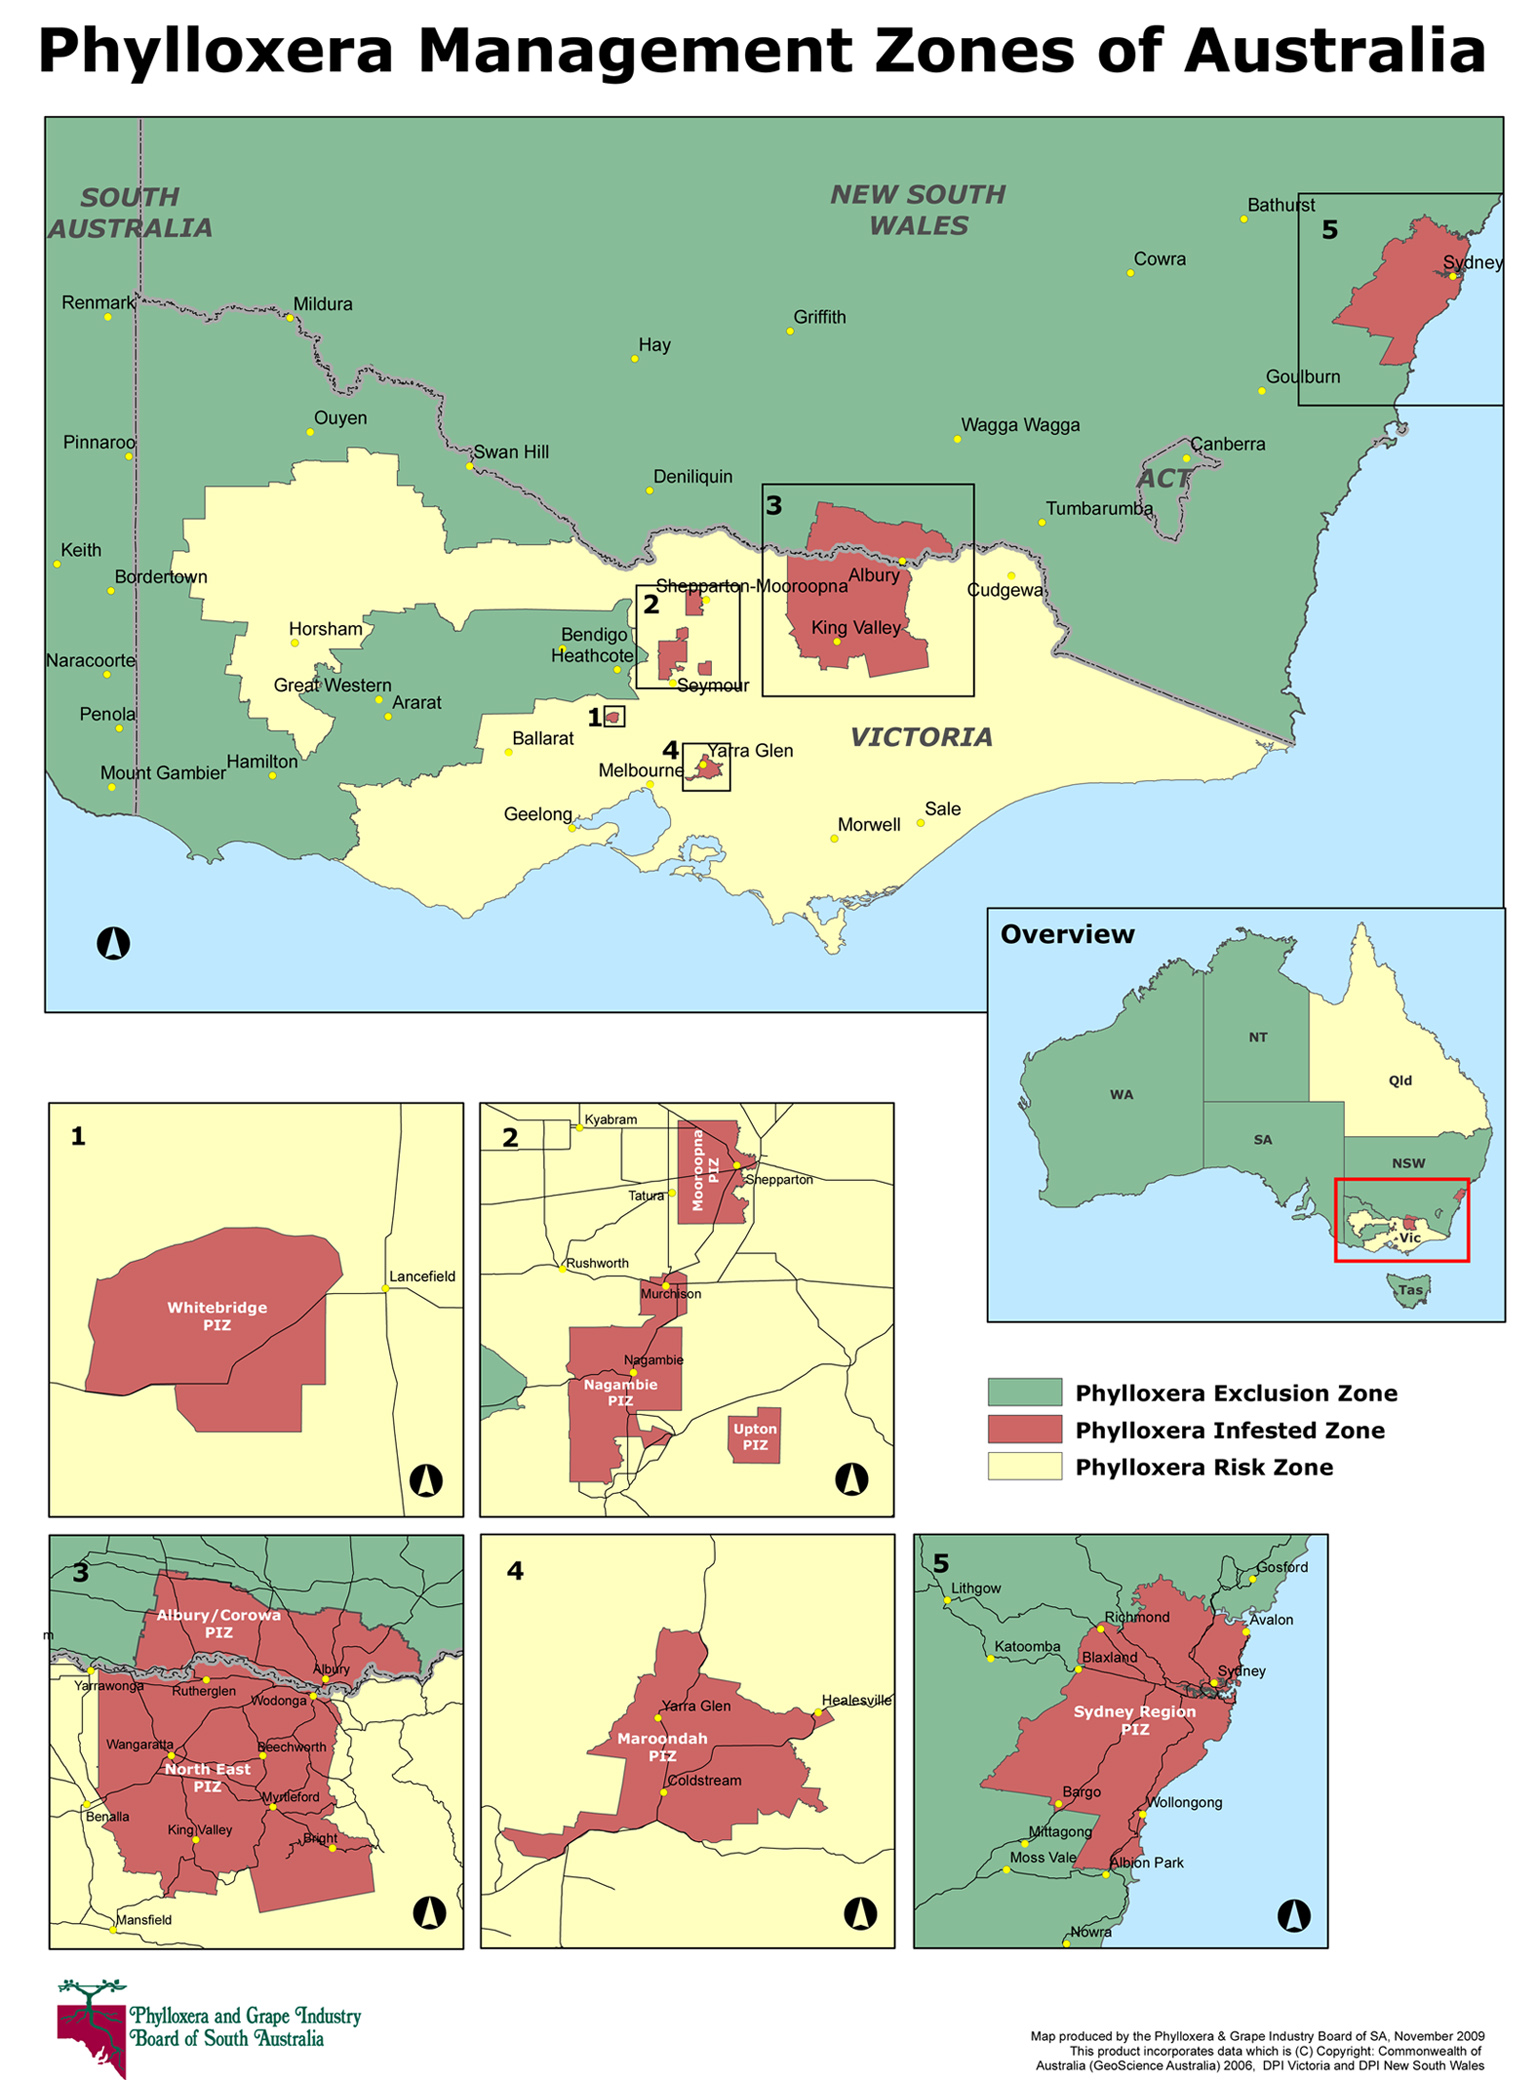 Phylloxera Management Zones of Australia
SOUTH
AUSTRALIA
NEW SOUTH
WALES
Bathurst
5
Cowra
Sydney
Renmark
Mildura
Griffith
Hay
Goulburn
Ouyen
Pinnaroo
Swan Hill
Wagga Wagga
Canberra
Deniliquin
ACT
3
Tumbarumba
Keith
Bordertown
Shepparton-Mooroopna
Albury
Cudgewa
2
Horsham
Bendigo
King Valley
Heathcote
Naracoorte
Great Western
Seymour
Ararat
Penola
1
VICTORIA
Ballarat
4
Yarra Glen
Hamilton
Melbourne
Mount Gambier
Geelong
Sale
Morwell
Overview
NT
Qld
WA
SA
NSW
Vic
Tas
1
Lancefield
Whitebridge
PIZ
2
Kyabram
Mooroopna
PIZ
Shepparton
Tatura
Rushworth
Murchison
Nagambie
Nagambie
PIZ
Upton
PIZ
Phylloxera Exclusion Zone
Phylloxera Infested Zone
Phylloxera Risk Zone
3
Albury/Corowa
PIZ
m
Albury
Yarrawonga
Rutherglen
Wodonga
Wangaratta
Beechworth
North East
PIZ
Myrtleford
Benalla
King Valley
Bright
Mansfield
4
Yarra Glen
Healesville
Maroondah
PIZ
Coldstream
5
Gosford
Lithgow
Richmond
Avalon
Katoomba
Blaxland
Sydney
Sydney Region
PIZ
Bargo
Wollongong
Mittagong
Moss Vale
Albion Park
Nowra
Phylloxera and Grape Industry
Board of South Australia
Map produced by the Phylloxera & Grape Industry Board of SA, November 2009
This product incorporates data which is (C) Copyright: Commonwealth of
Australia (GeoScience Australia) 2006, DPI Victoria and DPI New South Wales